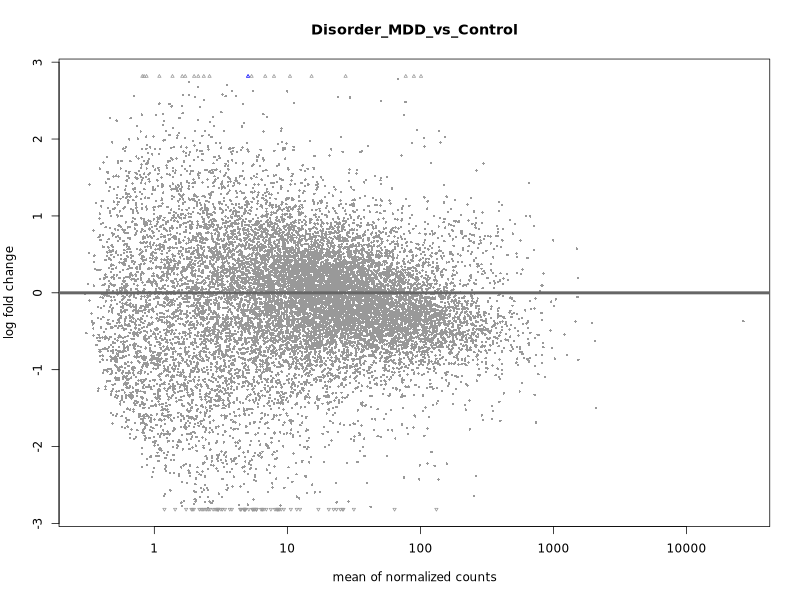 Disorder_MDD_vs_Control
3
2
1
0
-1
-2
-3
log fold change
1 10 100 1000 10000
mean of normalized counts